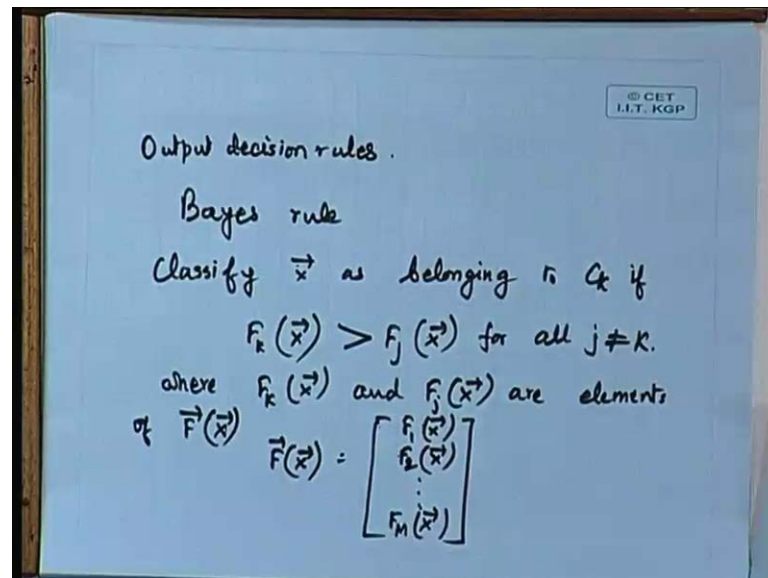 © CET
I.I.T. KGP
Output decision rules.
Bayes rule
Classify x⃗ as belonging to Ck if
Fk (x⃗) > Fj (x⃗) for all j ≠ k.
where Fk (x⃗) and Fj (x⃗) are elements
of F⃗(x⃗)
F⃗(x⃗) = [ F1(x⃗)
F2(x⃗)
⋮
FM(x⃗) ]